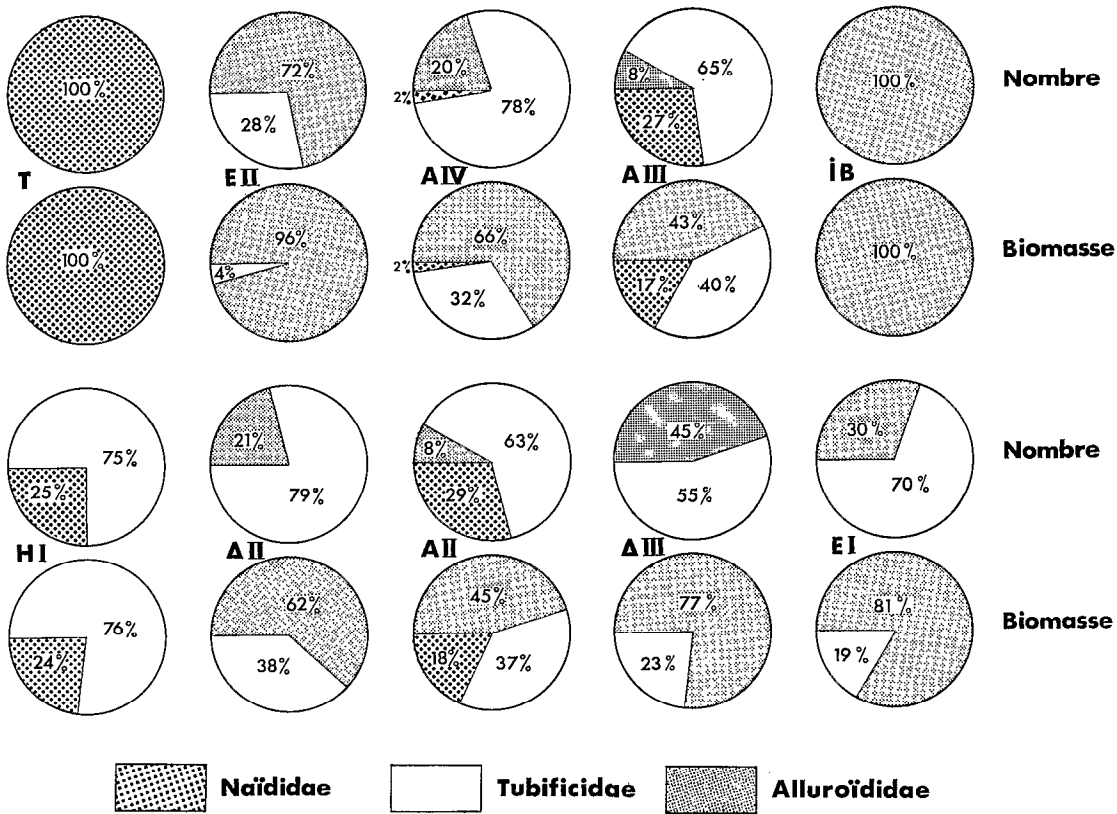 100% 72% 28% 20% 2% 78% 8% 65% 27% 100% Nombre
T E II A IV A III iB
100% 96% 4% 66% 2% 32% 43% 17% 40% 100% Biomasse
75% 25% 21% 79% 8% 63% 29% 45% 55% 30% 70% Nombre
H I Δ II A II Δ III E I
76% 24% 62% 38% 45% 18% 37% 77% 23% 81% 19% Biomasse
Naïdidae Tubificidae Alluroïdidae